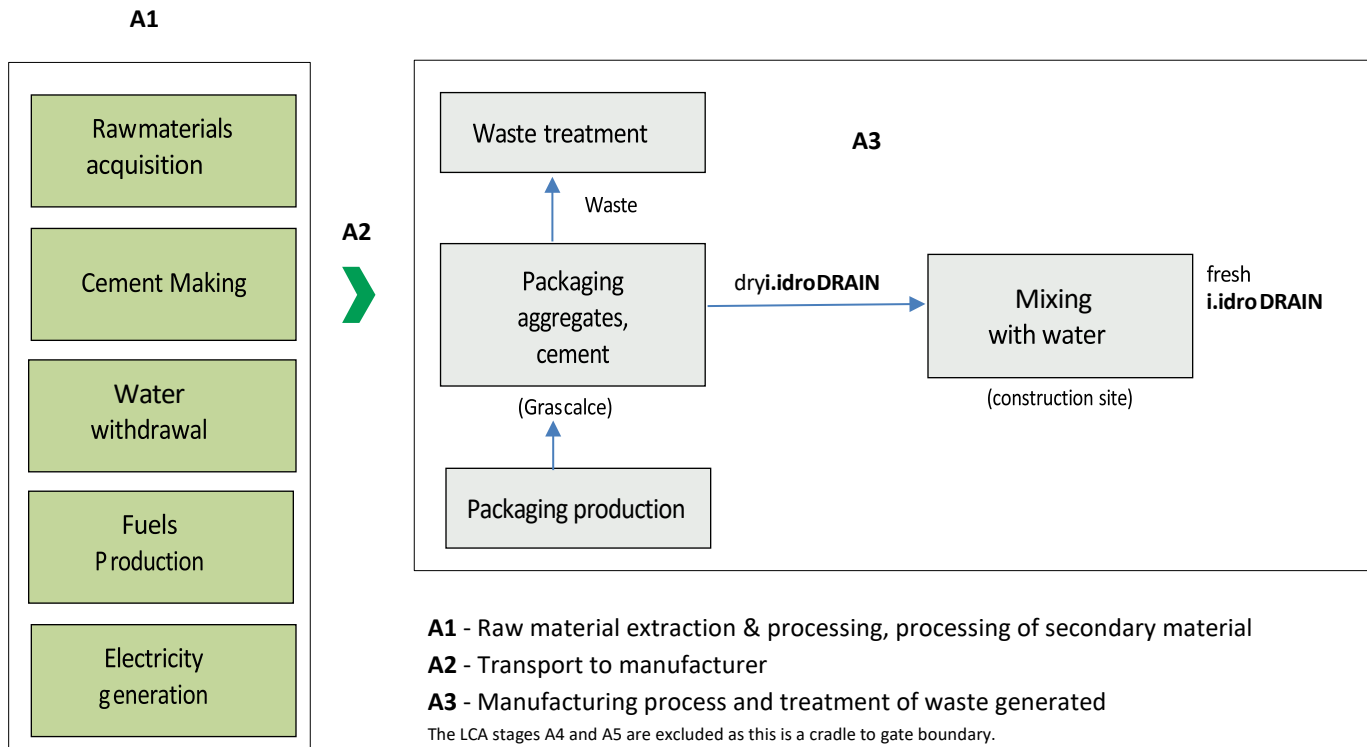 A1
Rawmaterials
acquisition
Cement Making
Water
withdrawal
Fuels
Production
Electricity
generation
A2
A3
Waste treatment
Waste
Packaging
aggregates,
cement
(Grascalce)
Packaging production
dryi.idroDRAIN
Mixing
with water
(construction site)
fresh
i.idroDRAIN
A1 - Raw material extraction & processing, processing of secondary material
A2 - Transport to manufacturer
A3 - Manufacturing process and treatment of waste generated
The LCA stages A4 and A5 are excluded as this is a cradle to gate boundary.